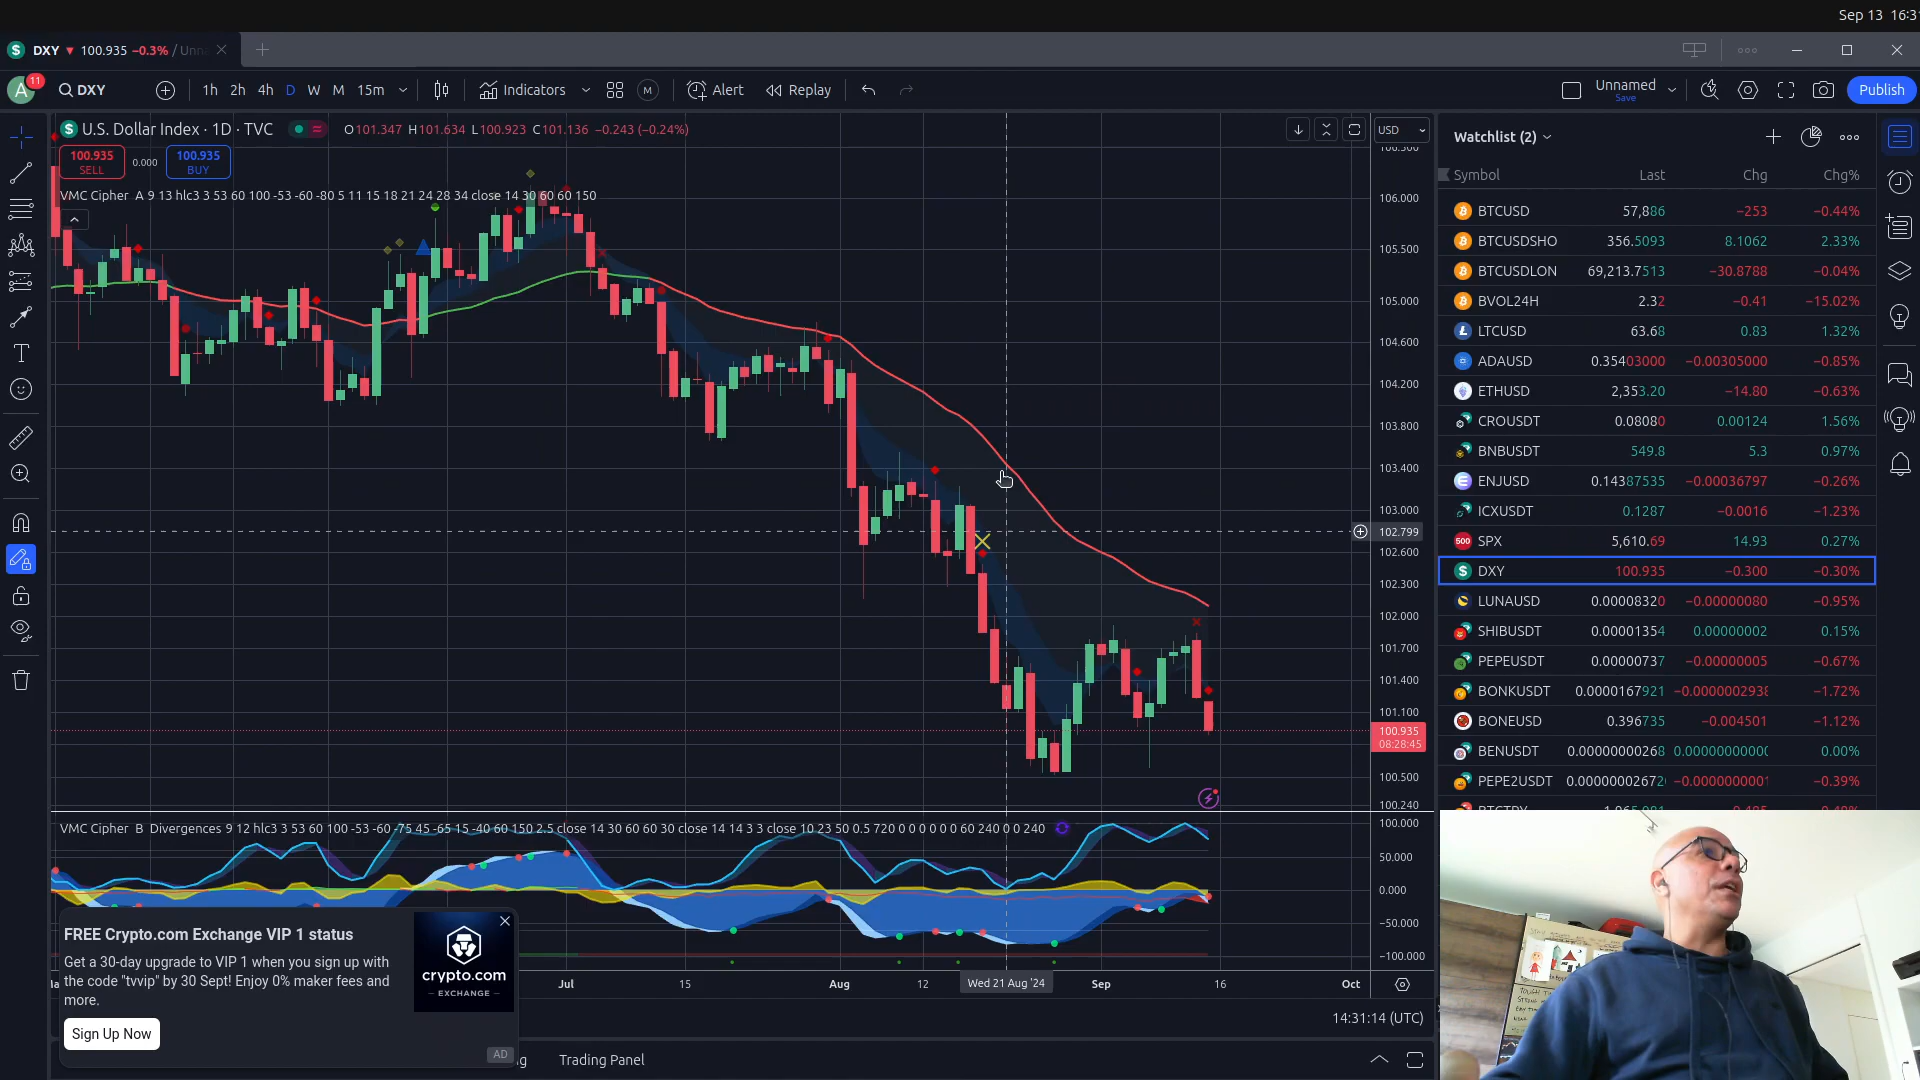 Sep 13 16:31
DXY ▼ 100.935 −0.3% / Unn
A 11 DXY 1h 2h 4h D W M 15m Indicators M Alert Replay Unnamed Save Publish
U.S. Dollar Index · 1D · TVC O101.347 H101.634 L100.923 C101.136 −0.243 (−0.24%) USD
100.935 SELL 0.000 100.935 BUY
VMC Cipher A 9 13 hlc3 3 53 60 100 -53 -60 -80 5 11 15 18 21 24 28 34 close 14 30 60 60 150
106.000
105.500
105.000
104.600
104.200
103.800
103.400
103.000
102.799
102.600
102.300
102.000
101.700
101.400
101.100
100.935
08:28:45
100.500
100.240
VMC Cipher B Divergences 9 12 hlc3 3 53 60 100 -53 -60 -75 45 -65 15 -40 60 150 2.5 close 14 30 60 60 30 close 14 14 3 3 close 10 23 50 0.5 720 0 0 0 0 0 0 60 240 0 0 240
100.000
50.000
0.000
−50.000
−100.000
Jul 15 Aug 12 Wed 21 Aug '24 Sep 16 Oct
14:31:14 (UTC)
Trading Panel
FREE Crypto.com Exchange VIP 1 status
Get a 30-day upgrade to VIP 1 when you sign up with
the code "tvvip" by 30 Sept! Enjoy 0% maker fees and
more.
Sign Up Now
crypto.com
EXCHANGE
AD
Watchlist (2)
Symbol Last Chg Chg%
BTCUSD 57,886 −253 −0.44%
BTCUSDSHO 356.5093 8.1062 2.33%
BTCUSDLON 69,213.7513 −30.8788 −0.04%
BVOL24H 2.32 −0.41 −15.02%
LTCUSD 63.68 0.83 1.32%
ADAUSD 0.35403000 −0.00305000 −0.85%
ETHUSD 2,353.20 −14.80 −0.63%
CROUSDT 0.08080 0.00124 1.56%
BNBUSDT 549.8 5.3 0.97%
ENJUSD 0.14387535 −0.00036797 −0.26%
ICXUSDT 0.1287 −0.0016 −1.23%
500 SPX 5,610.69 14.93 0.27%
DXY 100.935 −0.300 −0.30%
LUNAUSD 0.00008320 −0.00000080 −0.95%
SHIBUSDT 0.00001354 0.00000002 0.15%
PEPEUSDT 0.00000737 −0.00000005 −0.67%
BONKUSDT 0.0000167921 −0.0000002938 −1.72%
BONEUSD 0.396735 −0.004501 −1.12%
BENUSDT 0.0000000268 0.0000000000 0.00%
PEPE2USDT 0.0000000267 −0.000000000 −0.39%